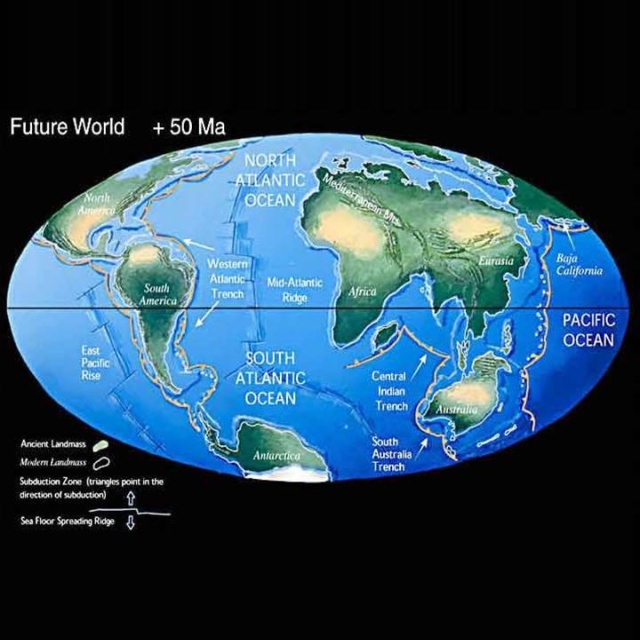 Future World + 50 Ma
NORTH
ATLANTIC
OCEAN
North
America
Mediterranean Mts
Eurasia
Baja
California
Western
Atlantic
Trench
Mid-Atlantic
Ridge
South
America
Africa
PACIFIC
OCEAN
East
Pacific
Rise
SOUTH
ATLANTIC
OCEAN
Central
Indian
Trench
Australia
Antarctica
South
Australia
Trench
Ancient Landmass
Modern Landmass
Subduction Zone (triangles point in the
direction of subduction)
Sea Floor Spreading Ridge